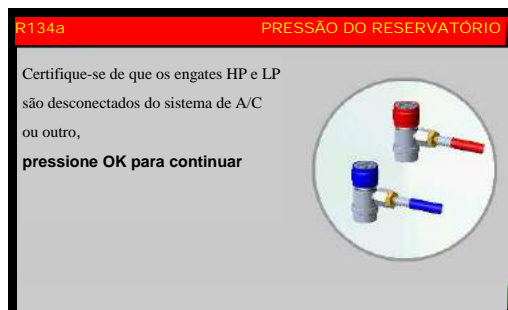 R134a PRESSÃO DO RESERVATÓRIO
Certifique-se de que os engates HP e LP
são desconectados do sistema de A/C
ou outro,
pressione OK para continuar